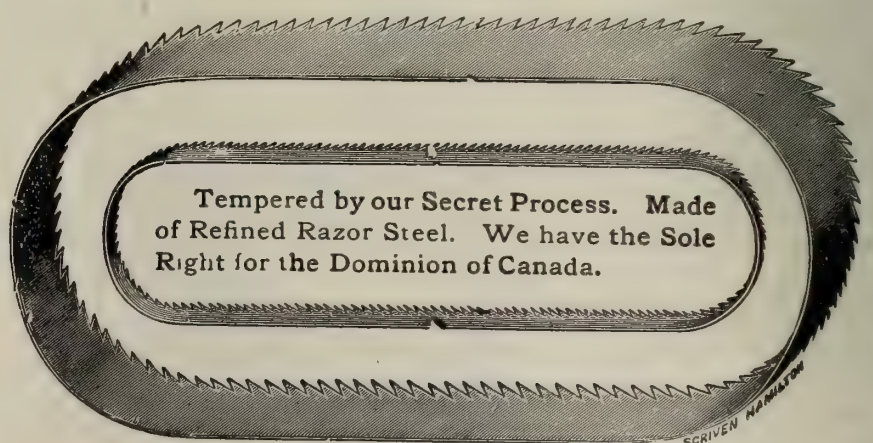 Tempered by our Secret Process. Made
of Refined Razor Steel. We have the Sole
Right for the Dominion of Canada.
SCRIVEN HAMILTON